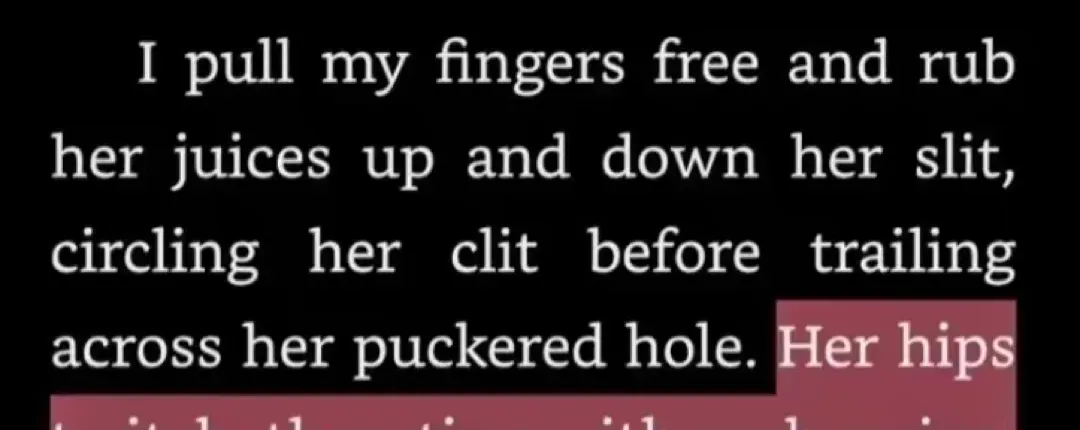 I pull my fingers free and rub
her juices up and down her slit,
circling her clit before trailing
across her puckered hole. Her hips